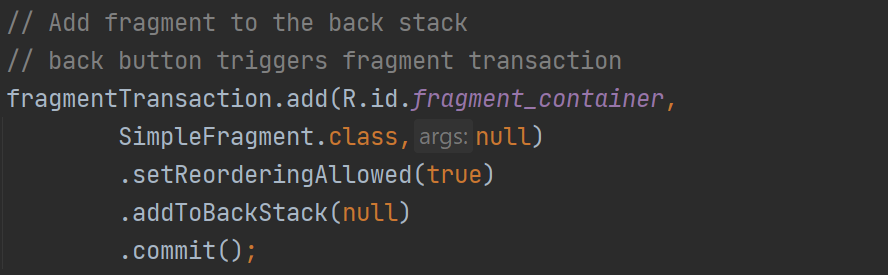 // Add fragment to the back stack
// back button triggers fragment transaction
fragmentTransaction.add(R.id.fragment_container,
SimpleFragment.class, args: null)
.setReorderingAllowed(true)
.addToBackStack(null)
.commit();